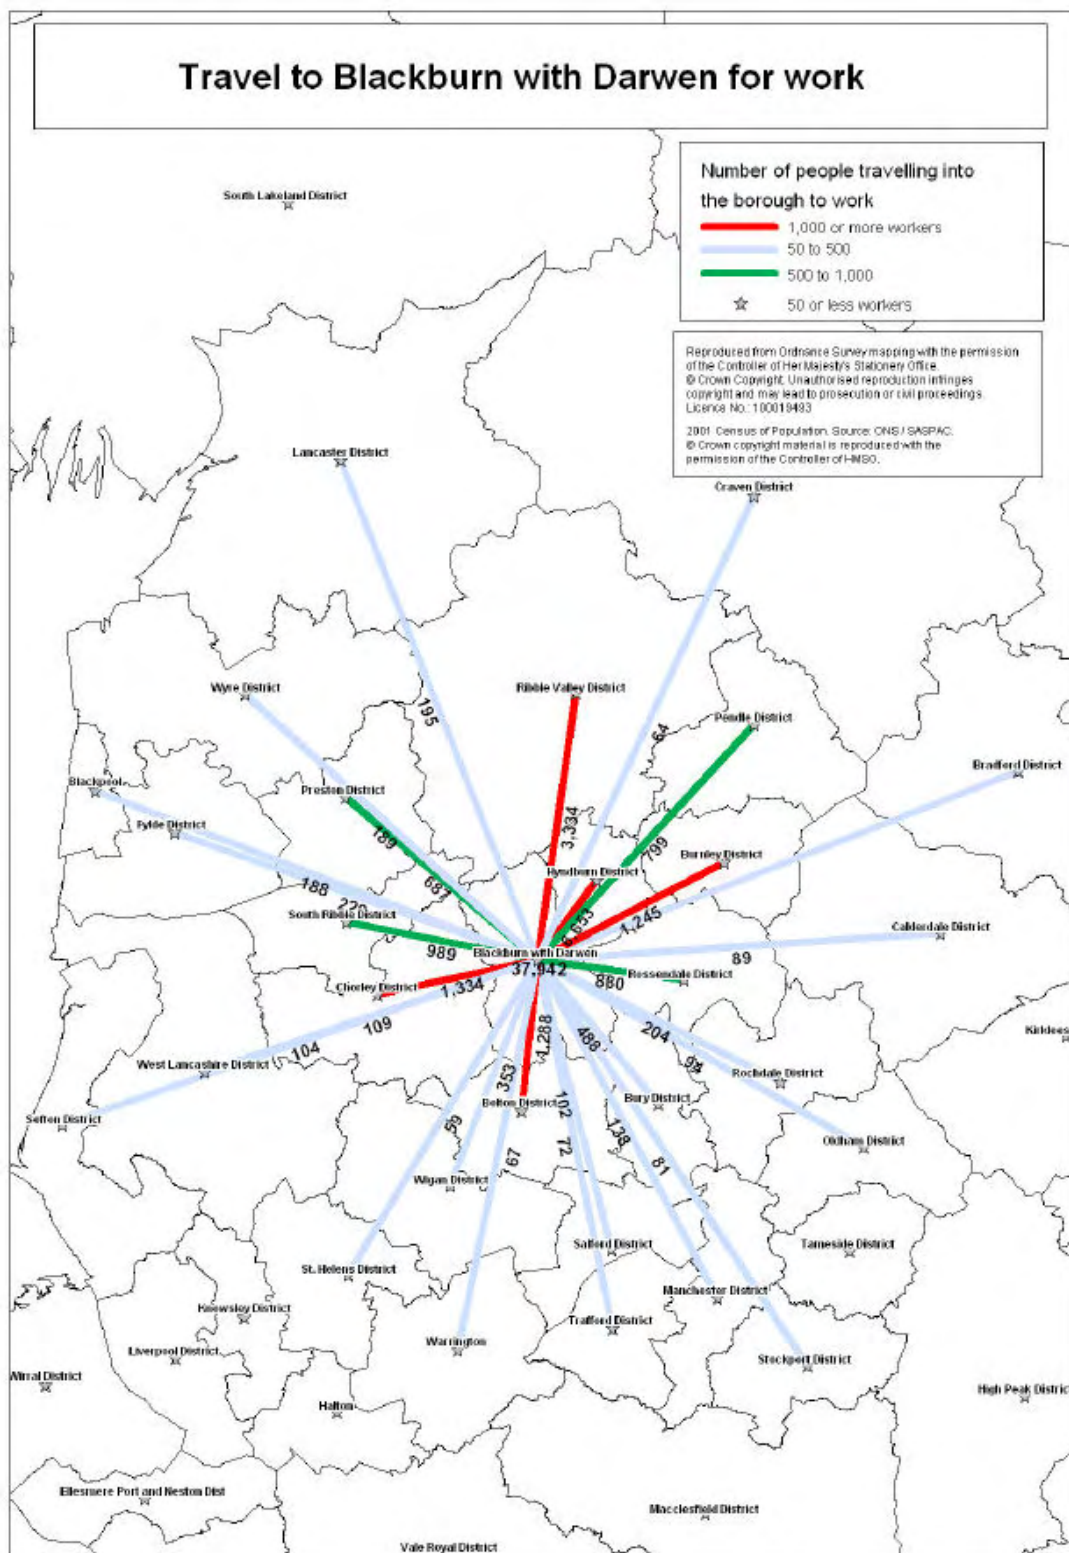 Travel to Blackburn with Darwen for work
Number of people travelling into
the borough to work
1,000 or more workers
50 to 500
500 to 1,000
50 or less workers
Reproduced from Ordnance Survey mapping with the permission
of the Controller of Her Majesty's Stationery Office.
© Crown Copyright. Unauthorised reproduction infringes
copyright and may lead to prosecution or civil proceedings.
Licence No.: 100019493
2001 Census of Population. Source: ONS / SASPAC.
© Crown copyright material is reproduced with the
permission of the Controller of HMSO.
South Lakeland District
Lancaster District
Craven District
Wyre District
Ribble Valley District
195
64
Pendle District
Bradford District
Blackpool
Preston District
Fylde District
189
3,334
799
Burnley District
Hyndburn District
188
687
South Ribble District
6,653
1,245
Calderdale District
989
Blackburn with Darwen
37,942
89
Rossendale District
880
Chorley District
1,334
109
104
1,288
488
204
94
Kirklees
West Lancashire District
353
Rochdale District
Sefton District
Bolton District
102
Bury District
59
67
72
138
81
Oldham District
Wigan District
Salford District
Tameside District
St. Helens District
Manchester District
Knowsley District
Trafford District
Liverpool District
Warrington
Stockport District
Wirral District
Halton
High Peak District
Ellesmere Port and Neston Dist
Macclesfield District
Vale Royal District